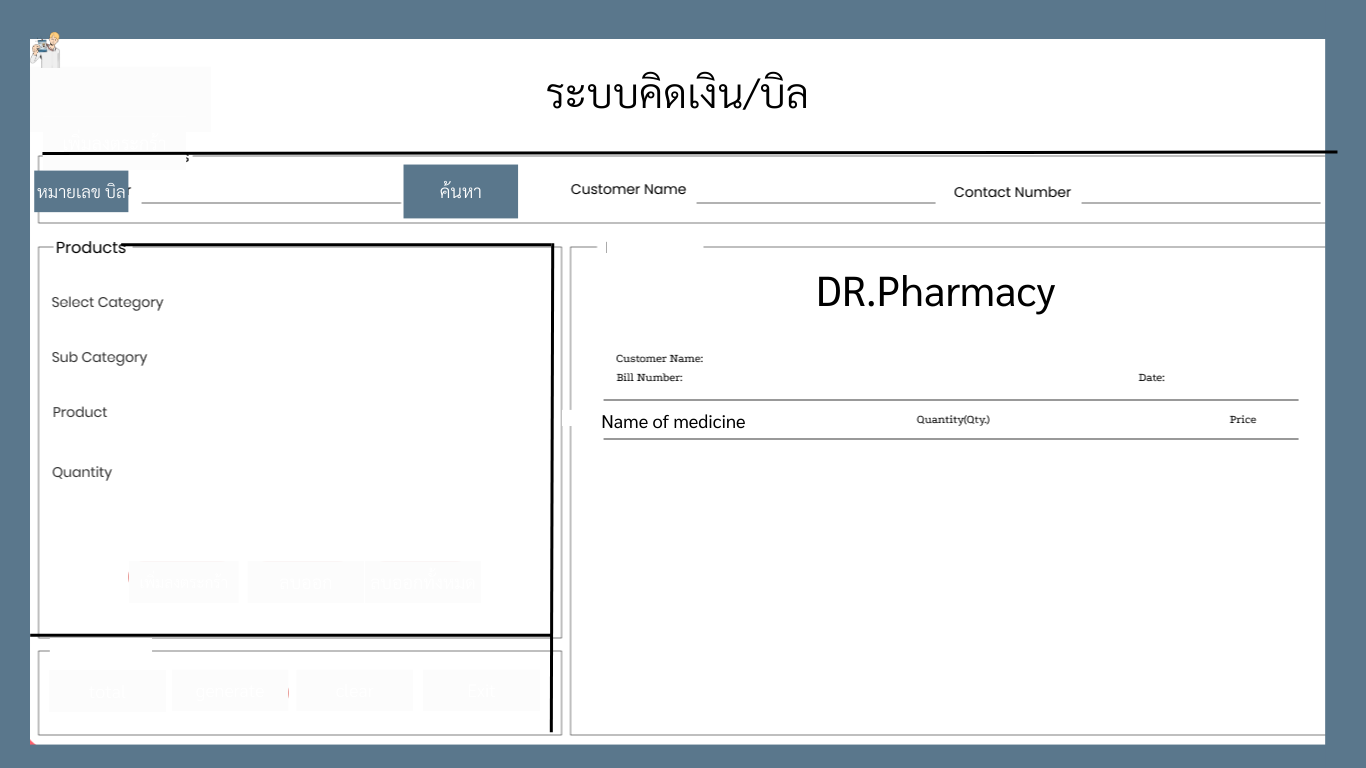 ระบบคิดเงิน/บิล
หมายเลข บิล
ค้นหา
Customer Name
Contact Number
Products
Select Category
Sub Category
Product
Quantity
DR.Pharmacy
Customer Name:
Bill Number:
Date:
Name of medicine
Quantity(Qty.)
Price